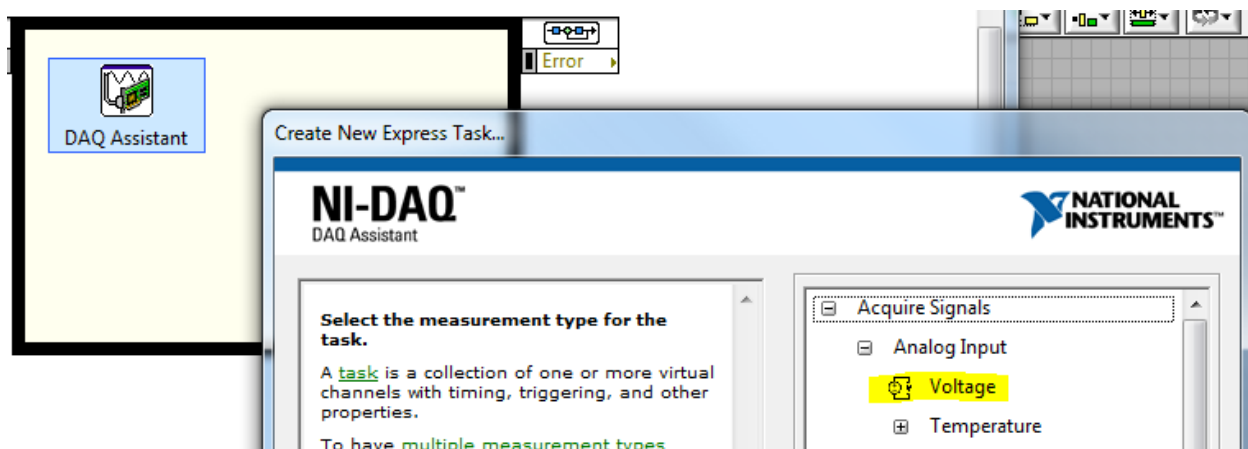 Error
DAQ Assistant
Create New Express Task...
NI-DAQ™
DAQ Assistant
NATIONAL
INSTRUMENTS™
Select the measurement type for the
task.
A task is a collection of one or more virtual
channels with timing, triggering, and other
properties.
To have multiple measurement types
Acquire Signals
Analog Input
Voltage
Temperature